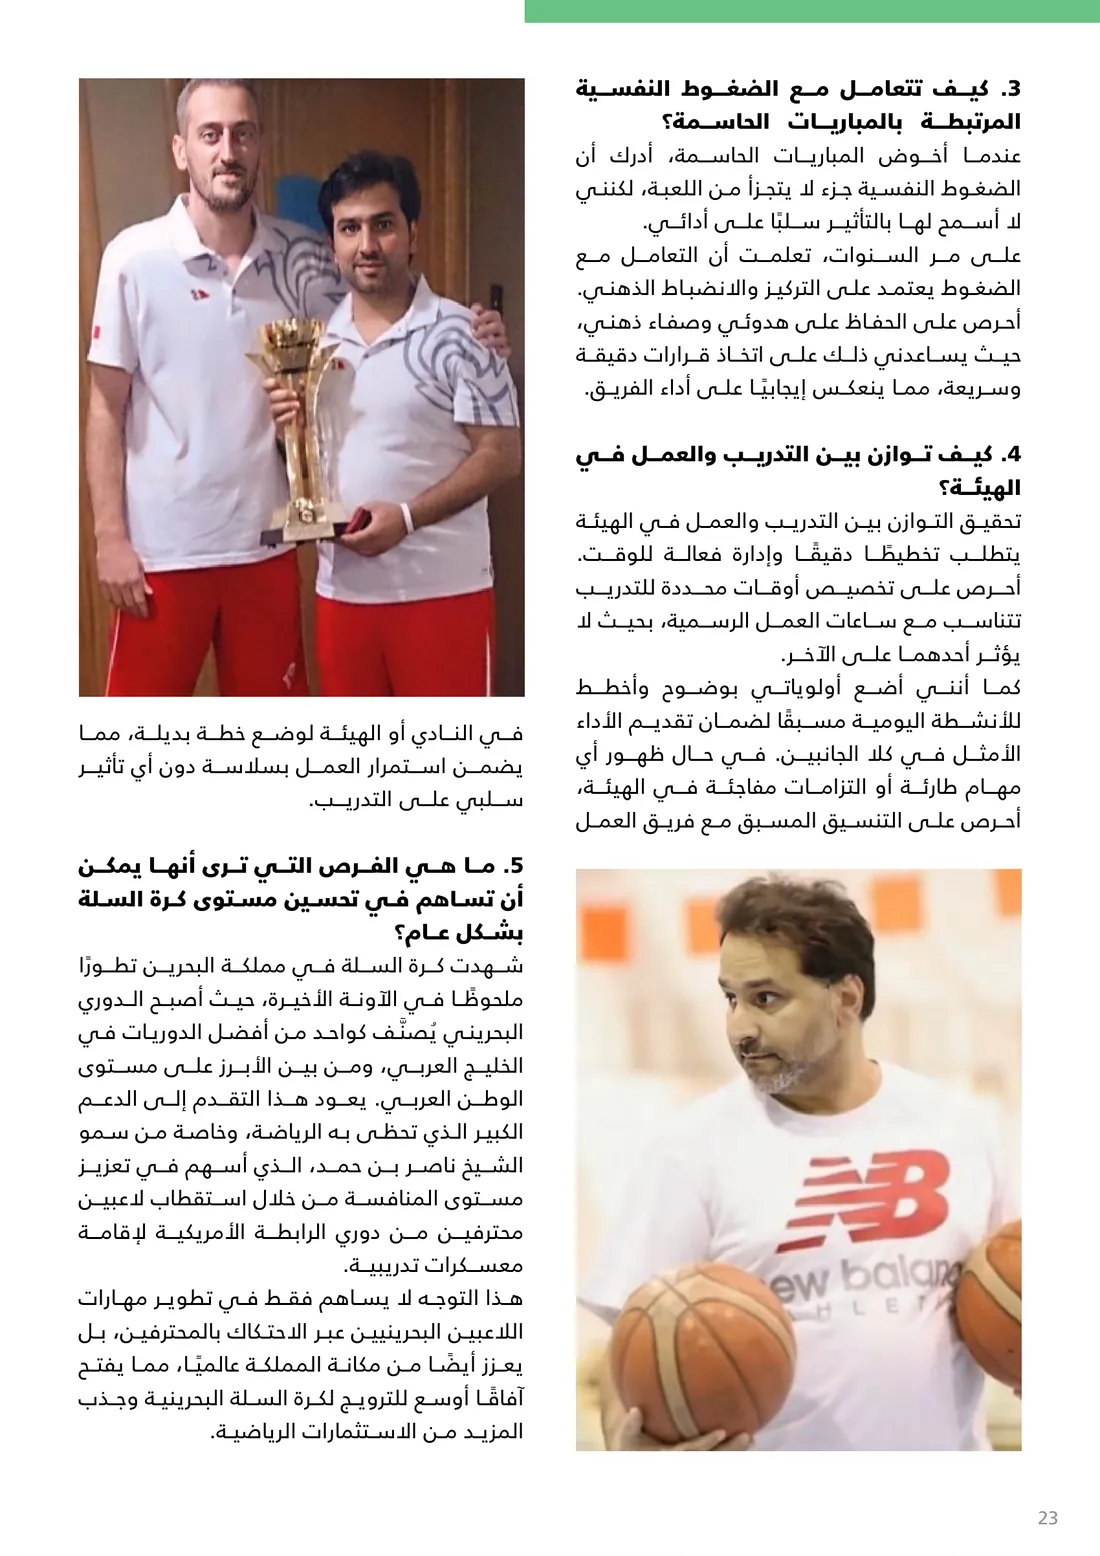 3. كيف تتعامل مع الضغوط النفسية
المرتبطة بالمباريات الحاسمة؟
عندما أخوض المباريات الحاسمة، أدرك أن
الضغوط النفسية جزء لا يتجزأ من اللعبة، لكنني
لا أسمح لها بالتأثير سلبًا على أدائي.
على مر السنوات، تعلمت أن التعامل مع
الضغوط يعتمد على التركيز والانضباط الذهني.
أحرص على الحفاظ على هدوئي وصفاء ذهني،
حيث يساعدني ذلك على اتخاذ قرارات دقيقة
وسريعة، مما ينعكس إيجابيًا على أداء الفريق.
4. كيف توازن بين التدريب والعمل في
الهيئة؟
تحقيق التوازن بين التدريب والعمل في الهيئة
يتطلب تخطيطًا دقيقًا وإدارة فعالة للوقت.
أحرص على تخصيص أوقات محددة للتدريب
تتناسب مع ساعات العمل الرسمية، بحيث لا
يؤثر أحدهما على الآخر.
كما أنني أضع أولوياتي بوضوح وأخطط
للأنشطة اليومية مسبقًا لضمان تقديم الأداء
الأمثل في كلا الجانبين. في حال ظهور أي
مهام طارئة أو التزامات مفاجئة في الهيئة،
أحرص على التنسيق المسبق مع فريق العمل
NB
ew balanc
HLET
في النادي أو الهيئة لوضع خطة بديلة، مما
يضمن استمرار العمل بسلاسة دون أي تأثير
سلبي على التدريب.
5. ما هي الفرص التي ترى أنها يمكن
أن تساهم في تحسين مستوى كرة السلة
بشكل عام؟
شهدت كرة السلة في مملكة البحرين تطورًا
ملحوظًا في الآونة الأخيرة، حيث أصبح الدوري
البحريني يُصنَّف كواحد من أفضل الدوريات في
الخليج العربي، ومن بين الأبرز على مستوى
الوطن العربي. يعود هذا التقدم إلى الدعم
الكبير الذي تحظى به الرياضة، وخاصة من سمو
الشيخ ناصر بن حمد، الذي أسهم في تعزيز
مستوى المنافسة من خلال استقطاب لاعبين
محترفين من دوري الرابطة الأمريكية لإقامة
معسكرات تدريبية.
هذا التوجه لا يساهم فقط في تطوير مهارات
اللاعبين البحرينيين عبر الاحتكاك بالمحترفين، بل
يعزز أيضًا من مكانة المملكة عالميًا، مما يفتح
آفاقًا أوسع للترويج لكرة السلة البحرينية وجذب
المزيد من الاستثمارات الرياضية.
23